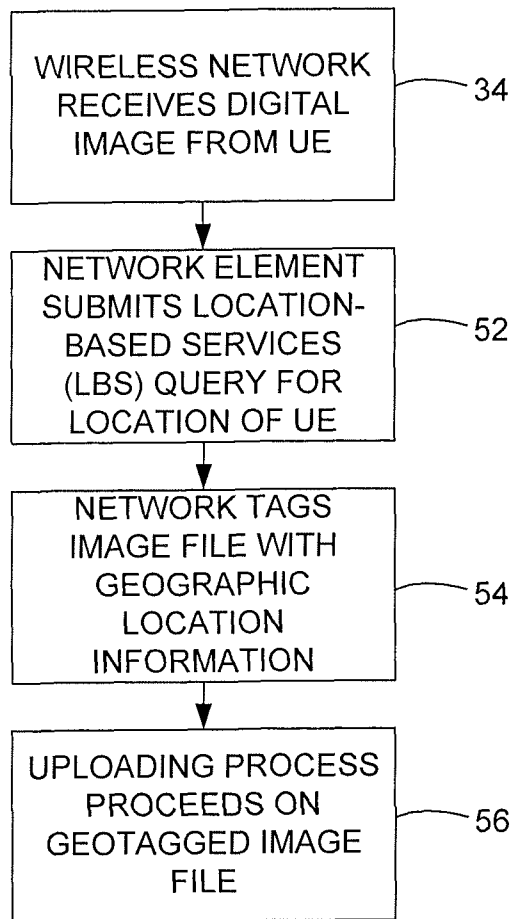 WIRELESS NETWORK
RECEIVES DIGITAL
IMAGE FROM UE
34
NETWORK ELEMENT
SUBMITS LOCATION-
BASED SERVICES
(LBS) QUERY FOR
LOCATION OF UE
52
NETWORK TAGS
IMAGE FILE WITH
GEOGRAPHIC
LOCATION
INFORMATION
54
UPLOADING PROCESS
PROCEEDS ON
GEOTAGGED IMAGE
FILE
56